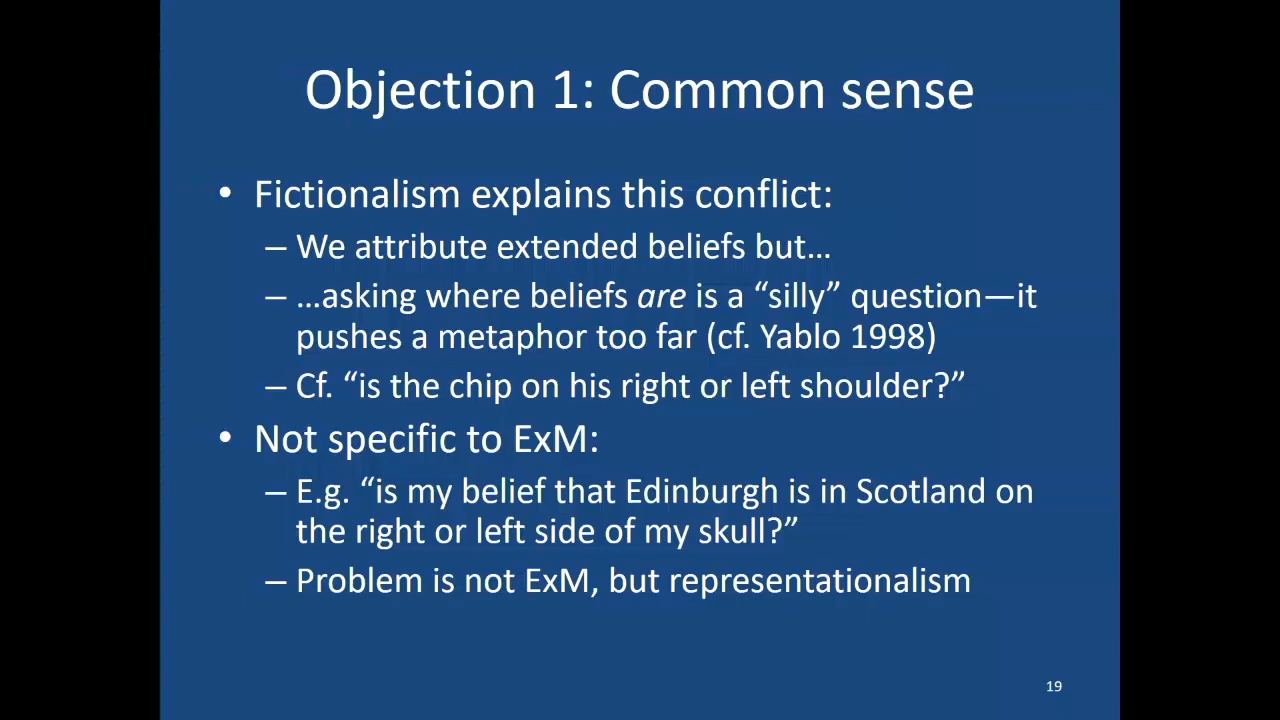 Objection 1: Common sense
• Fictionalism explains this conflict:
– We attribute extended beliefs but…
– …asking where beliefs are is a “silly” question—it
pushes a metaphor too far (cf. Yablo 1998)
– Cf. “is the chip on his right or left shoulder?”
• Not specific to ExM:
– E.g. “is my belief that Edinburgh is in Scotland on
the right or left side of my skull?”
– Problem is not ExM, but representationalism
19